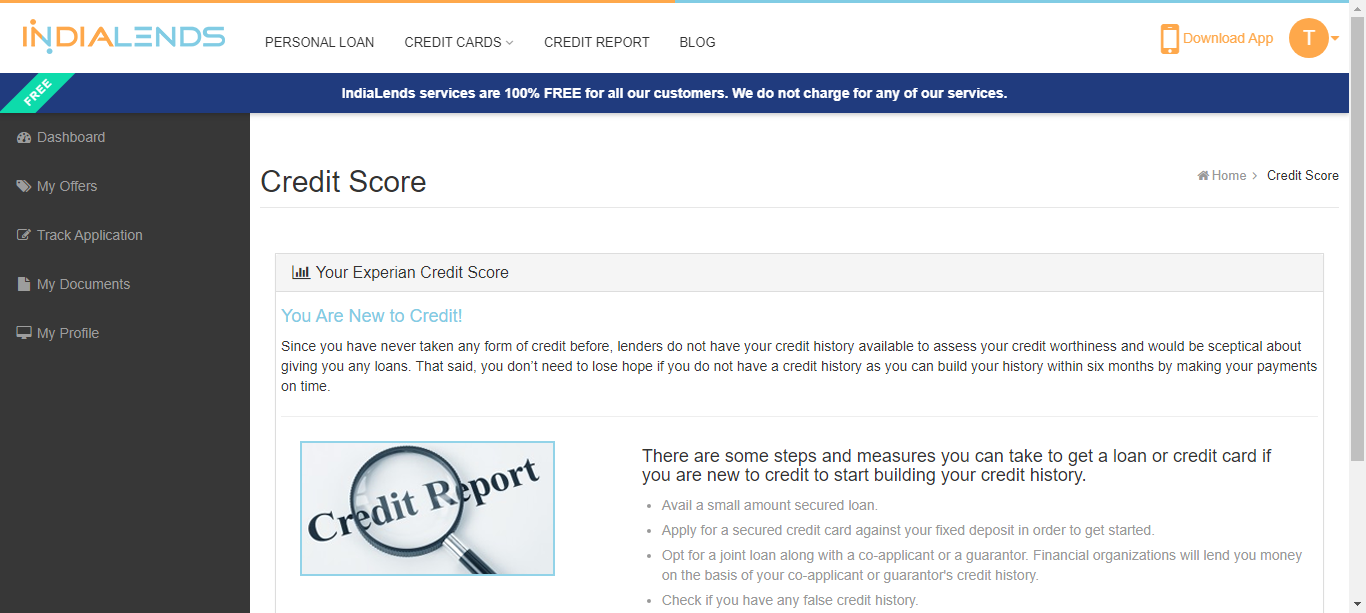 INDIALENDS
PERSONAL LOAN
CREDIT CARDS
CREDIT REPORT
BLOG
Download App
T
FREE
IndiaLends services are 100% FREE for all our customers. We do not charge for any of our services.
Dashboard
My Offers
Track Application
My Documents
My Profile
Credit Score
Home > Credit Score
Your Experian Credit Score
You Are New to Credit!
Since you have never taken any form of credit before, lenders do not have your credit history available to assess your credit worthiness and would be sceptical about
giving you any loans. That said, you don't need to lose hope if you do not have a credit history as you can build your history within six months by making your payments
on time.
Credit Report
There are some steps and measures you can take to get a loan or credit card if
you are new to credit to start building your credit history.
• Avail a small amount secured loan.
• Apply for a secured credit card against your fixed deposit in order to get started.
• Opt for a joint loan along with a co-applicant or a guarantor. Financial organizations will lend you money
on the basis of your co-applicant or guarantor's credit history.
• Check if you have any false credit history.